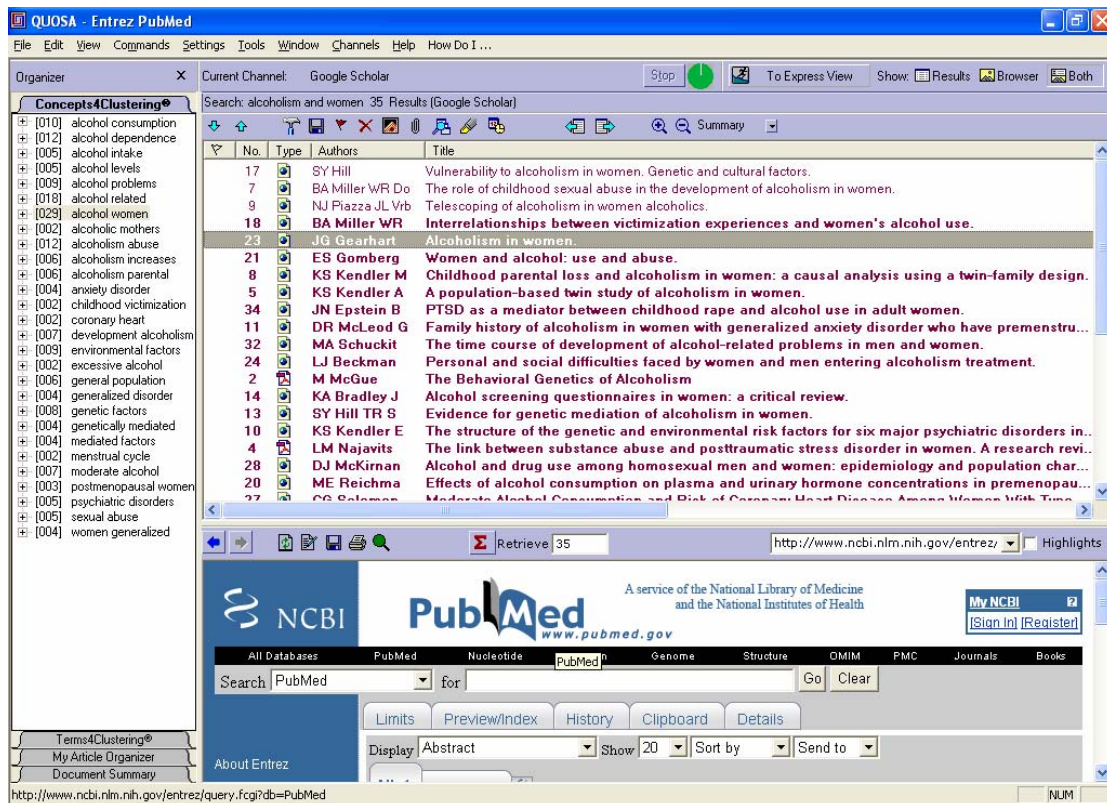 QUOSA - Entrez PubMed
File Edit View Commands Settings Tools Window Channels Help How Do I ...
Organizer X Current Channel: Google Scholar Stop To Express View Show: Results Browser Both
Concepts4Clustering®
[010] alcohol consumption
[012] alcohol dependence
[005] alcohol intake
[005] alcohol levels
[009] alcohol problems
[018] alcohol related
[029] alcohol women
[002] alcoholic mothers
[012] alcoholism abuse
[006] alcoholism increases
[006] alcoholism parental
[004] anxiety disorder
[002] childhood victimization
[002] coronary heart
[007] development alcoholism
[009] environmental factors
[002] excessive alcohol
[006] general population
[004] generalized disorder
[008] genetic factors
[004] genetically mediated
[004] mediated factors
[002] menstrual cycle
[007] moderate alcohol
[003] postmenopausal women
[005] psychiatric disorders
[005] sexual abuse
[004] women generalized
Terms4Clustering®
My Article Organizer
Document Summary
Search: alcoholism and women 35 Results (Google Scholar)
Summary
No. Type Authors Title
17 SY Hill Vulnerability to alcoholism in women. Genetic and cultural factors.
7 BA Miller WR Do The role of childhood sexual abuse in the development of alcoholism in women.
9 NJ Piazza JL Vrb Telescoping of alcoholism in women alcoholics.
18 BA Miller WR Interrelationships between victimization experiences and women's alcohol use.
23 JG Gearhart Alcoholism in women.
21 ES Gomberg Women and alcohol: use and abuse.
8 KS Kendler M Childhood parental loss and alcoholism in women: a causal analysis using a twin-family design.
5 KS Kendler A A population-based twin study of alcoholism in women.
34 JN Epstein B PTSD as a mediator between childhood rape and alcohol use in adult women.
11 DR McLeod G Family history of alcoholism in women with generalized anxiety disorder who have premenstru...
32 MA Schuckit The time course of development of alcohol-related problems in men and women.
24 LJ Beckman Personal and social difficulties faced by women and men entering alcoholism treatment.
2 M McGue The Behavioral Genetics of Alcoholism
14 KA Bradley J Alcohol screening questionnaires in women: a critical review.
13 SY Hill TR S Evidence for genetic mediation of alcoholism in women.
10 KS Kendler E The structure of the genetic and environmental risk factors for six major psychiatric disorders in...
4 LM Najavits The link between substance abuse and posttraumatic stress disorder in women. A research revi...
28 DJ McKirnan Alcohol and drug use among homosexual men and women: epidemiology and population char...
20 ME Reichma Effects of alcohol consumption on plasma and urinary hormone concentrations in premenopau...
27 CG Solomon Moderate Alcohol Consumption and Risk of Coronary Heart Disease Among Women With Type
Σ Retrieve 35 http://www.ncbi.nlm.nih.gov/entrez/ Highlights
NCBI PubMed www.pubmed.gov
A service of the National Library of Medicine
and the National Institutes of Health
My NCBI ?
[Sign In] [Register]
All Databases PubMed Nucleotide PubMed Genome Structure OMIM PMC Journals Books
Search PubMed for Go Clear
Limits Preview/Index History Clipboard Details
Display Abstract Show 20 Sort by Send to
About Entrez
http://www.ncbi.nlm.nih.gov/entrez/query.fcgi?db=PubMed NUM